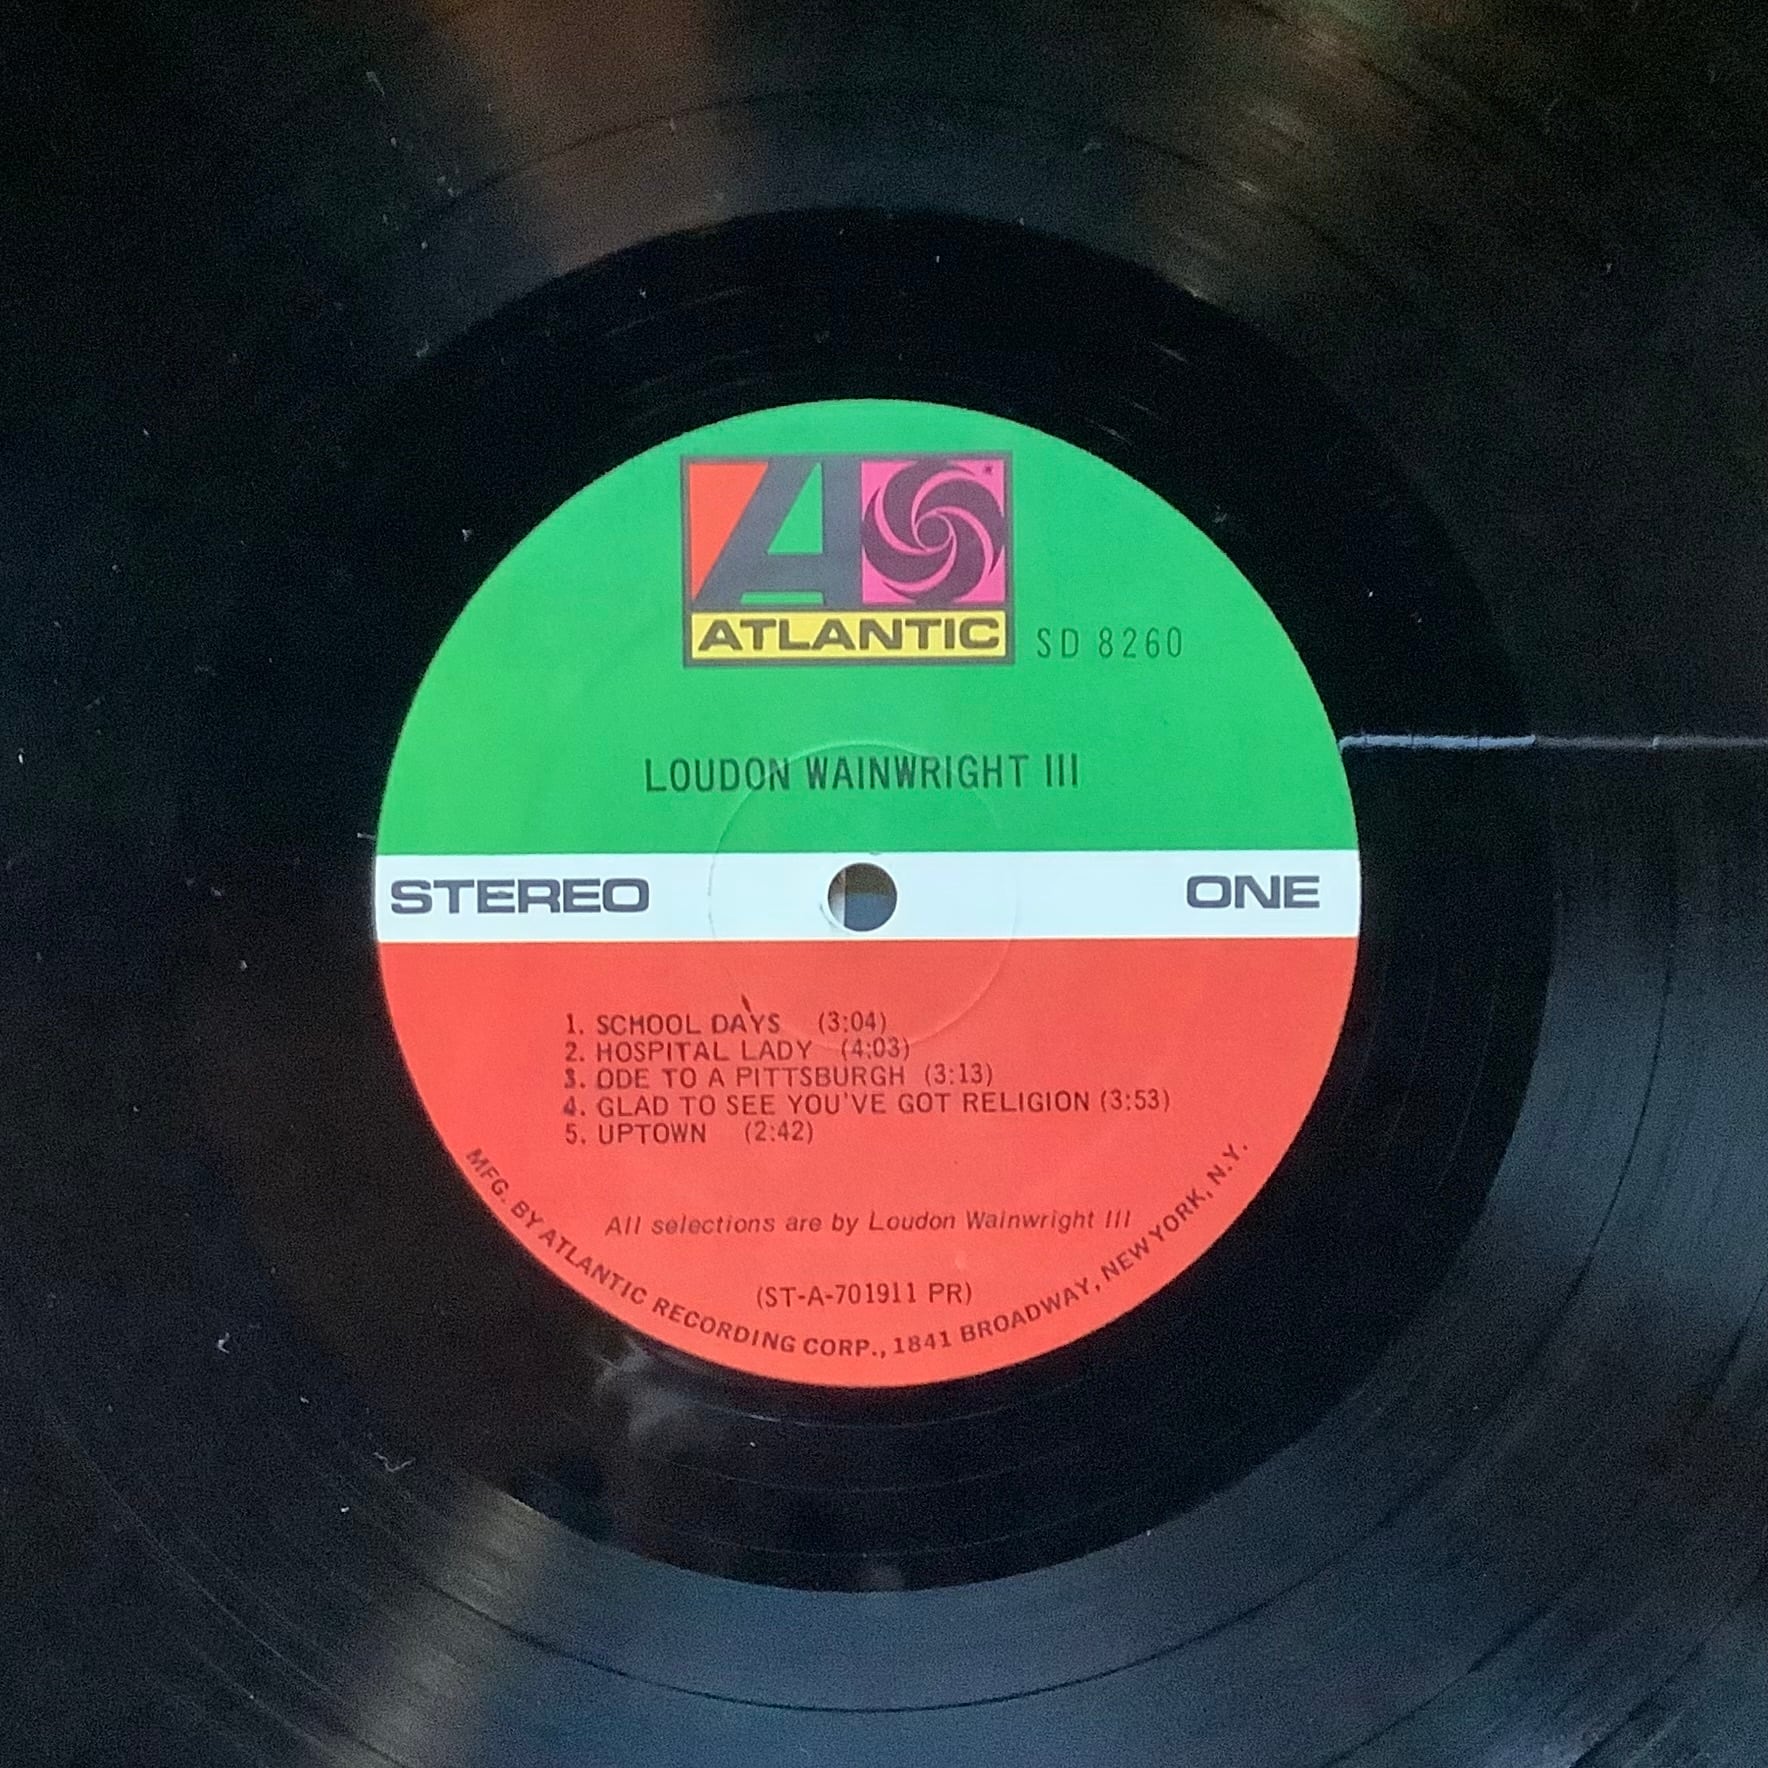 ATLANTIC
SD 8260
LOUDON WAINWRIGHT III
STEREO
ONE
1. SCHOOL DAYS (3:04)
2. HOSPITAL LADY (4:03)
3. ODE TO A PITTSBURGH (3:13)
4. GLAD TO SEE YOU'VE GOT RELIGION (3:53)
5. UPTOWN (2:42)
All selections are by Loudon Wainwright III
(ST-A-701911 PR)
MFG. BY ATLANTIC RECORDING CORP., 1841 BROADWAY, NEW YORK, N.Y.